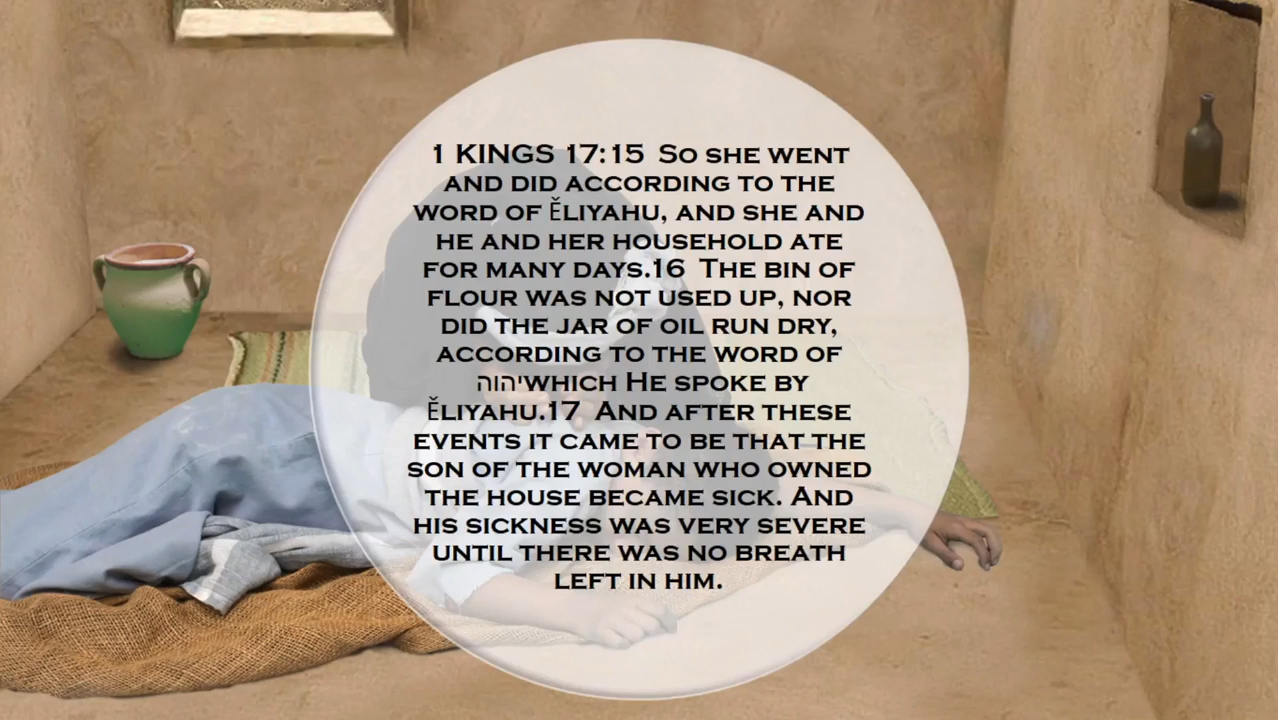 1 KINGS 17:15 SO SHE WENT
AND DID ACCORDING TO THE
WORD OF ĚLIYAHU, AND SHE AND
HE AND HER HOUSEHOLD ATE
FOR MANY DAYS.16 THE BIN OF
FLOUR WAS NOT USED UP, NOR
DID THE JAR OF OIL RUN DRY,
ACCORDING TO THE WORD OF
יהוהWHICH HE SPOKE BY
ĚLIYAHU.17 AND AFTER THESE
EVENTS IT CAME TO BE THAT THE
SON OF THE WOMAN WHO OWNED
THE HOUSE BECAME SICK. AND
HIS SICKNESS WAS VERY SEVERE
UNTIL THERE WAS NO BREATH
LEFT IN HIM.